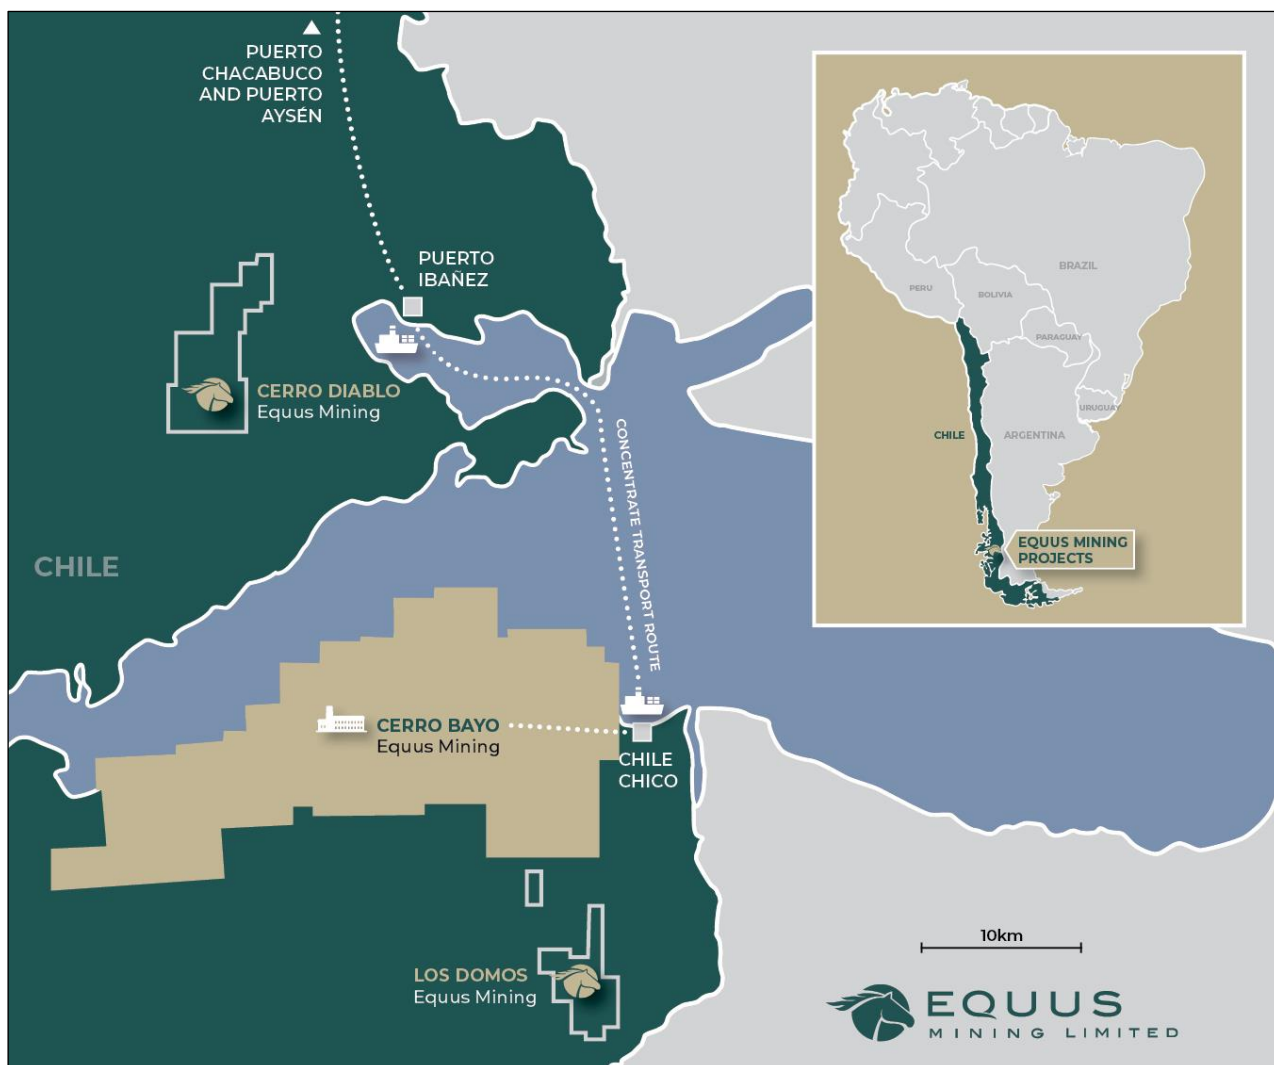 PUERTO
CHACABUCO
AND PUERTO
AYSÉN
PUERTO
IBAÑEZ
CERRO DIABLO
Equus Mining
CONCENTRATE TRANSPORT ROUTE
CHILE
CERRO BAYO
Equus Mining
CHILE
CHICO
LOS DOMOS
Equus Mining
BRAZIL
PERU
BOLIVIA
PARAGUAY
URUGUAY
CHILE
ARGENTINA
EQUUS MINING
PROJECTS
10km
EQUUS
MINING LIMITED